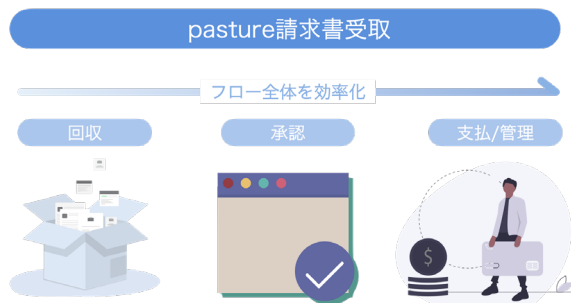 pasture請求書受取
フロー全体を効率化
回収
承認
支払/管理
$